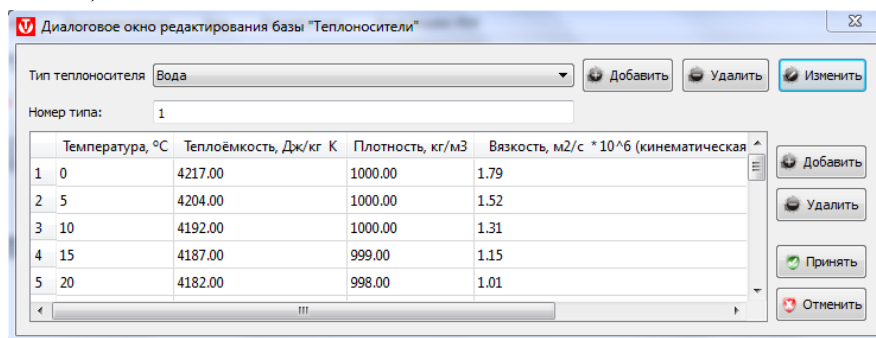 Диалоговое окно редактирования базы "Теплоносители"
Тип теплоносителя Вода Добавить Удалить Изменить
Номер типа: 1
Температура, °C Теплоёмкость, Дж/кг К Плотность, кг/м3 Вязкость, м2/с *10^6 (кинематическая
1 0 4217.00 1000.00 1.79
Добавить
2 5 4204.00 1000.00 1.52
Удалить
3 10 4192.00 1000.00 1.31
4 15 4187.00 999.00 1.15
Принять
5 20 4182.00 998.00 1.01
Отменить